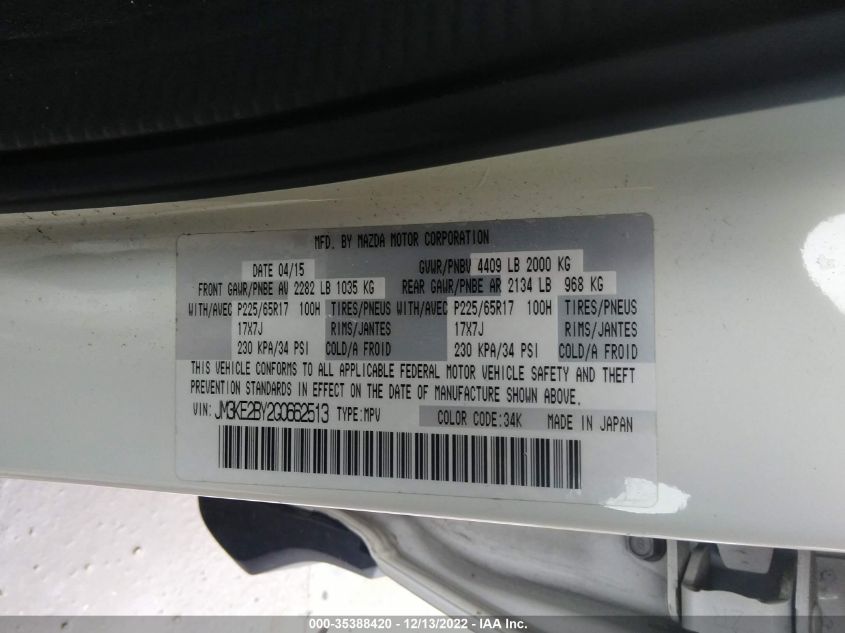 MFD. BY MAZDA MOTOR CORPORATION
DATE 04/15 GVWR/PNBV 4409 LB 2000 KG
FRONT GAWR/PNBE AV 2282 LB 1035 KG REAR GAWR/PNBE AR 2134 LB 968 KG
WITH/AVEC P225/65R17 100H TIRES/PNEUS WITH/AVEC P225/65R17 100H TIRES/PNEUS
17X7J RIMS/JANTES 17X7J RIMS/JANTES
230 KPA/34 PSI COLD/A FROID 230 KPA/34 PSI COLD/A FROID
THIS VEHICLE CONFORMS TO ALL APPLICABLE FEDERAL MOTOR VEHICLE SAFETY AND THEFT
PREVENTION STANDARDS IN EFFECT ON THE DATE OF MANUFACTURE SHOWN ABOVE.
VIN: JM3KE2BY2G0662513 TYPE:MPV COLOR CODE:34K MADE IN JAPAN
000-35388420 - 12/13/2022 - IAA Inc.